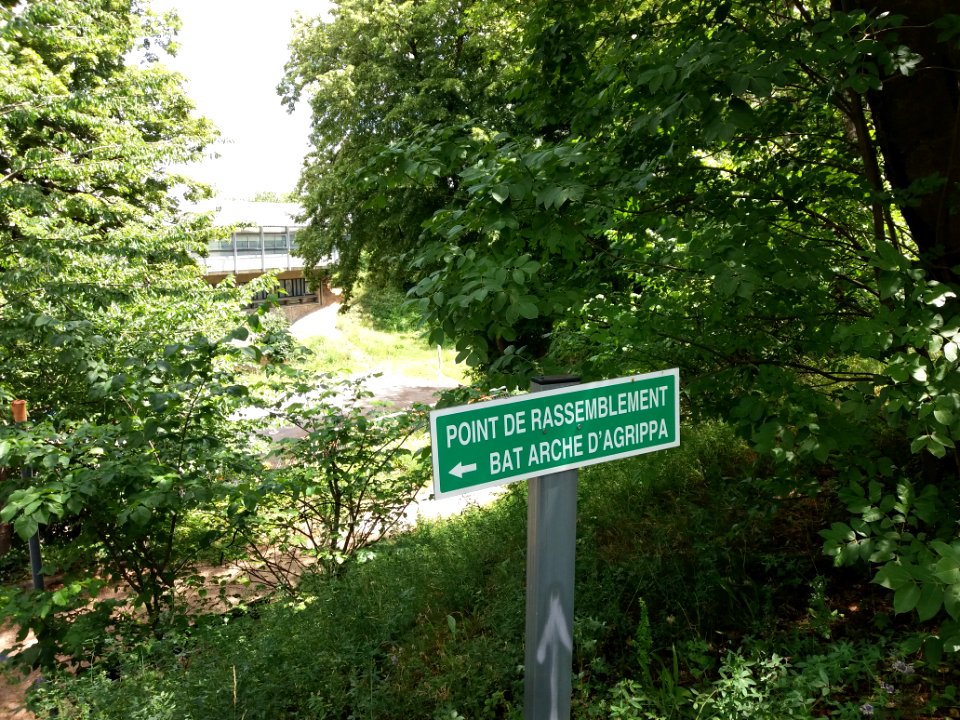 POINT DE RASSEMBLEMENT
BAT ARCHE D'AGRIPPA